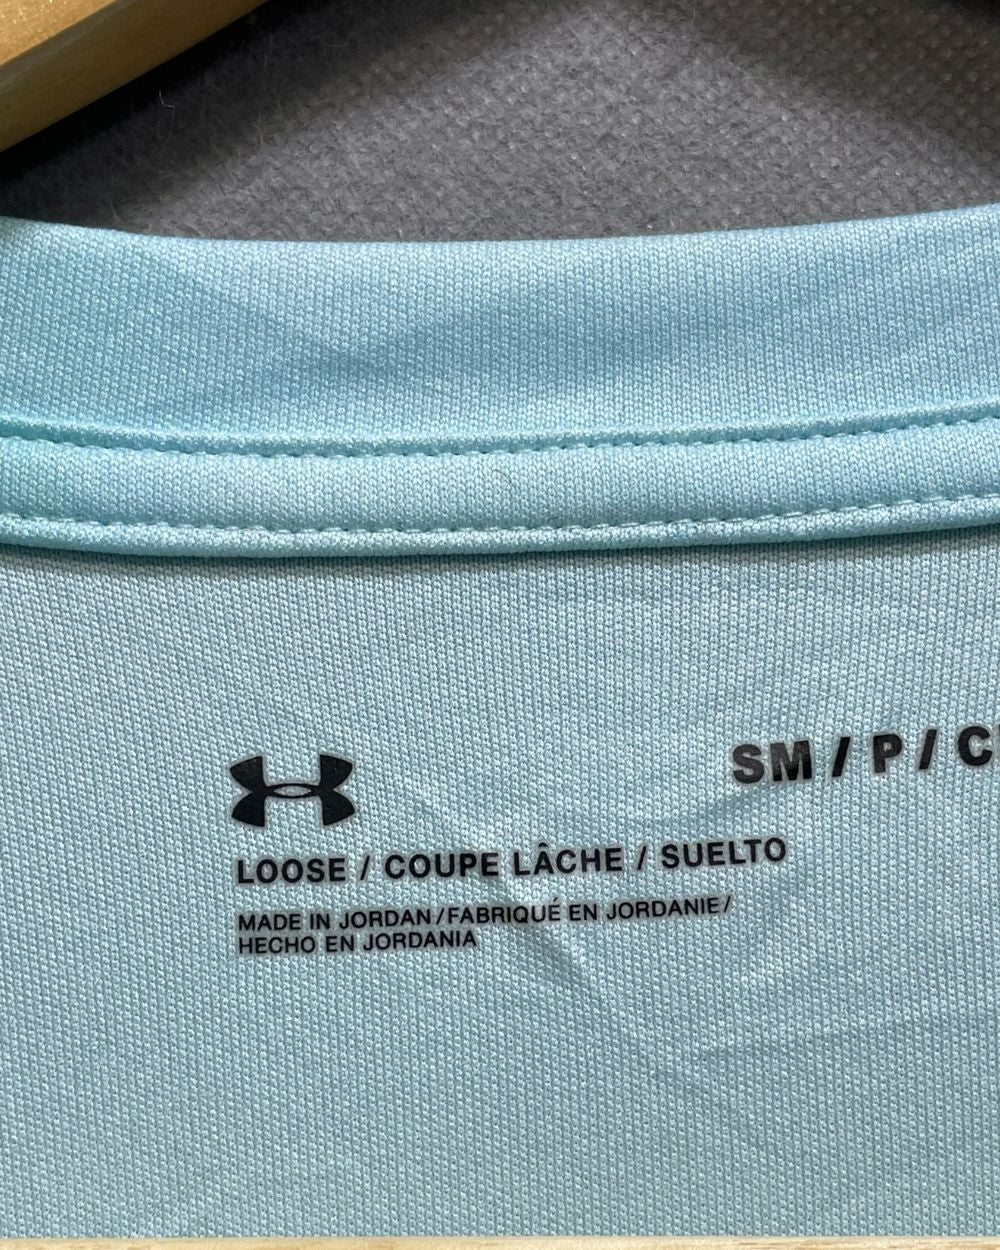 SM / P / C
LOOSE / COUPE LÂCHE / SUELTO
MADE IN JORDAN / FABRIQUÉ EN JORDANIE /
HECHO EN JORDANIA